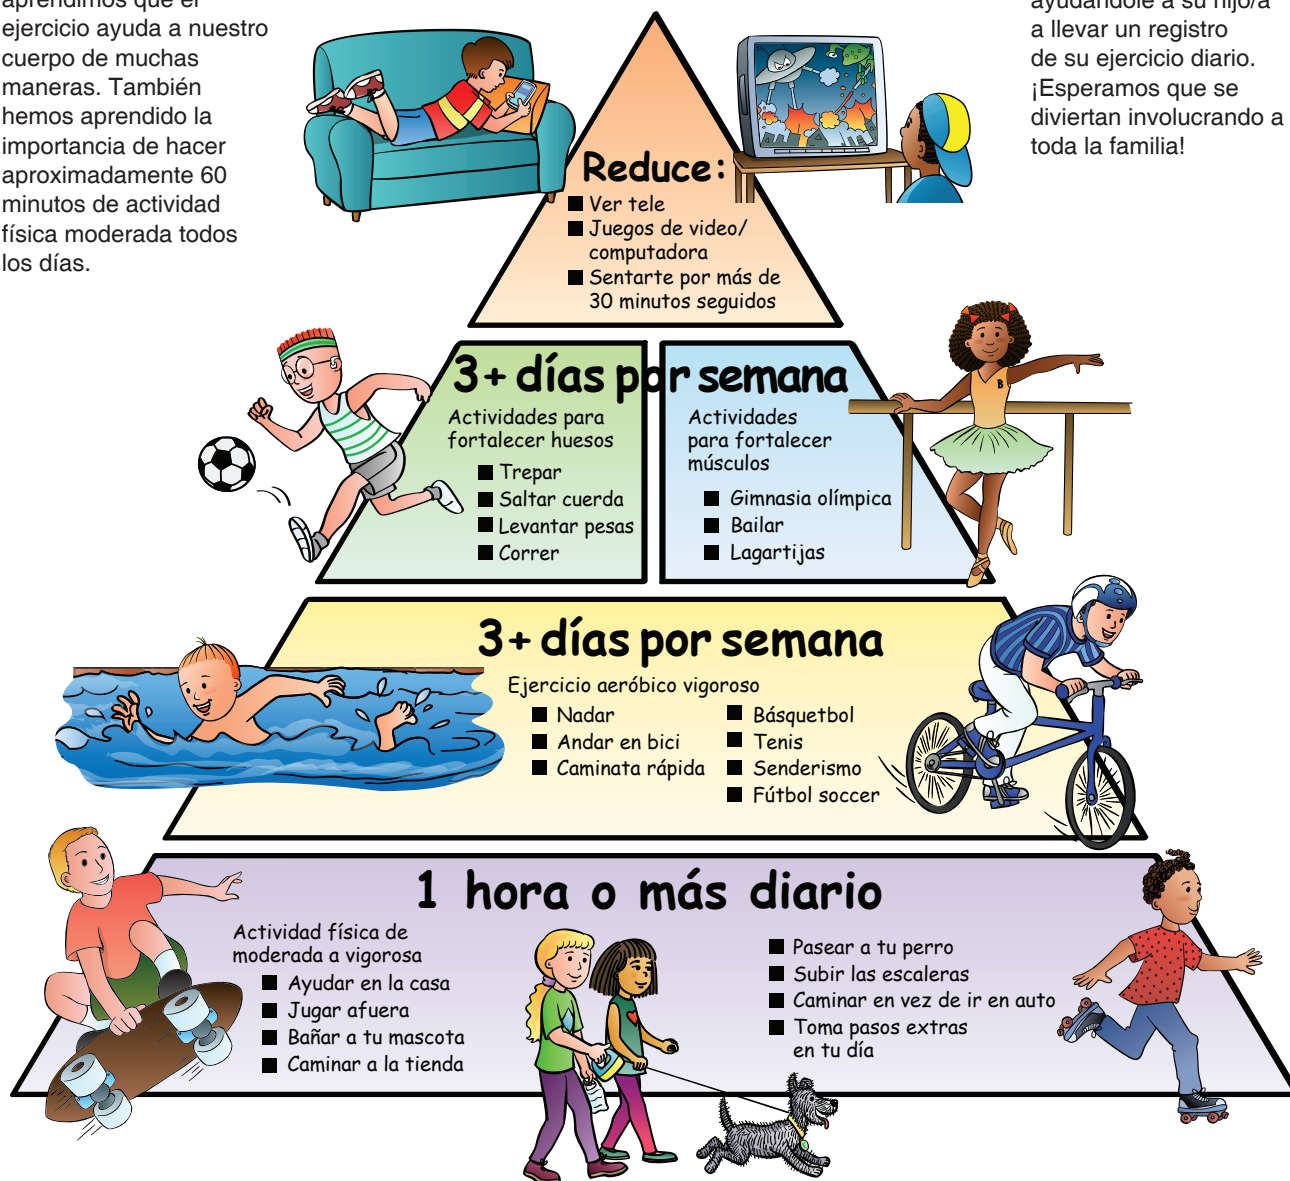 aprendimos que el
ejercicio ayuda a nuestro
cuerpo de muchas
maneras. También
hemos aprendido la
importancia de hacer
aproximadamente 60
minutos de actividad
física moderada todos
los días.
ayudándole a su hijo/a
a llevar un registro
de su ejercicio diario.
¡Esperamos que se
diviertan involucrando a
toda la familia!
Reduce:
Ver tele
Juegos de video/
computadora
Sentarte por más de
30 minutos seguidos
3+ días por semana
Actividades para
fortalecer huesos
Trepar
Saltar cuerda
Levantar pesas
Correr
Actividades
para fortalecer
músculos
Gimnasia olímpica
Bailar
Lagartijas
B
3+ días por semana
Ejercicio aeróbico vigoroso
Nadar
Andar en bici
Caminata rápida
Básquetbol
Tenis
Senderismo
Fútbol soccer
1 hora o más diario
Actividad física de
moderada a vigorosa
Ayudar en la casa
Jugar afuera
Bañar a tu mascota
Caminar a la tienda
Pasear a tu perro
Subir las escaleras
Caminar en vez de ir en auto
Toma pasos extras
en tu día